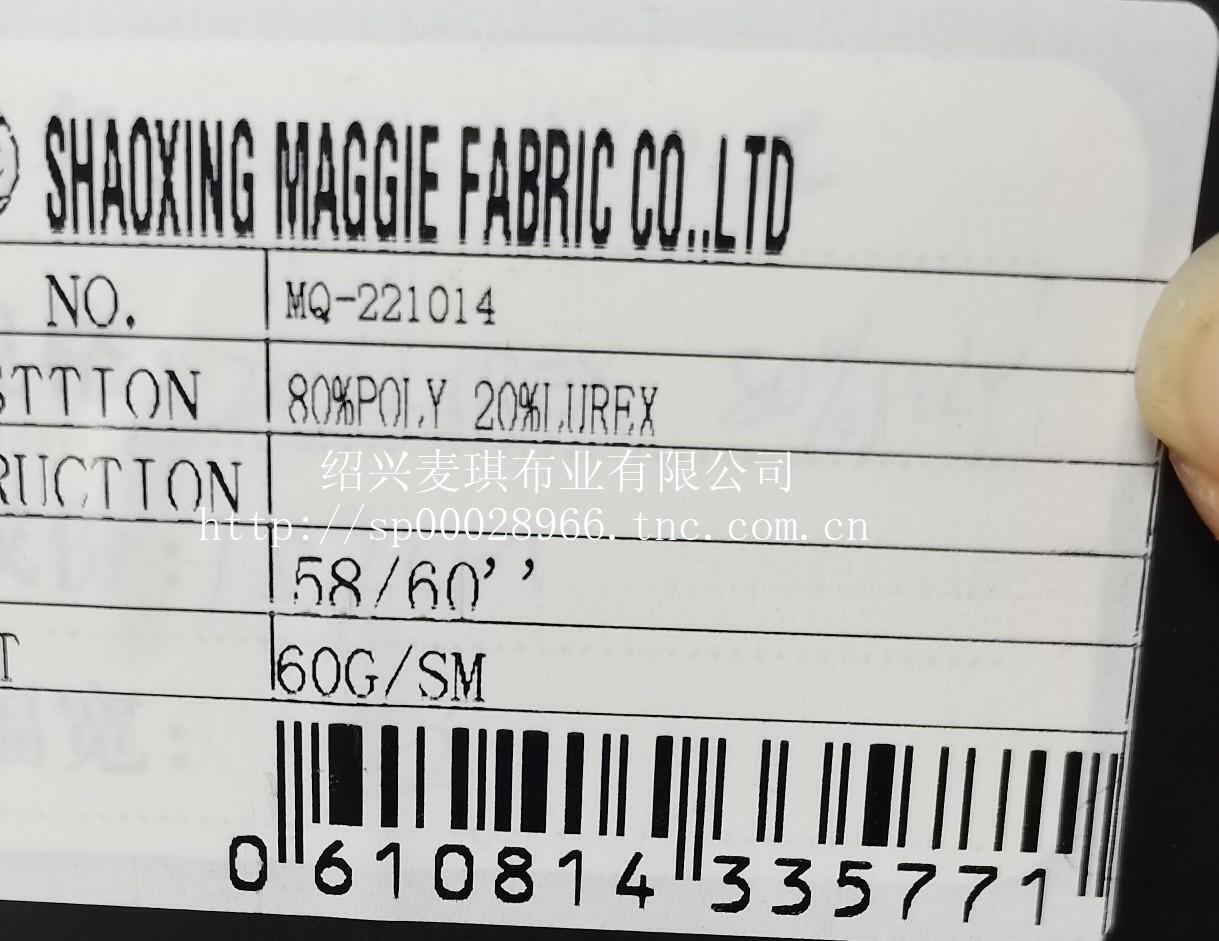 SHAOXING MAGGIE FABRIC CO.,LTD
NO. MQ-221014
STTION 80%POLY 20%LUREX
RUCTION
绍兴麦琪布业有限公司
http://sp00028966.tnc.com.cn
58/60''
T 60G/SM
0 610814 335771